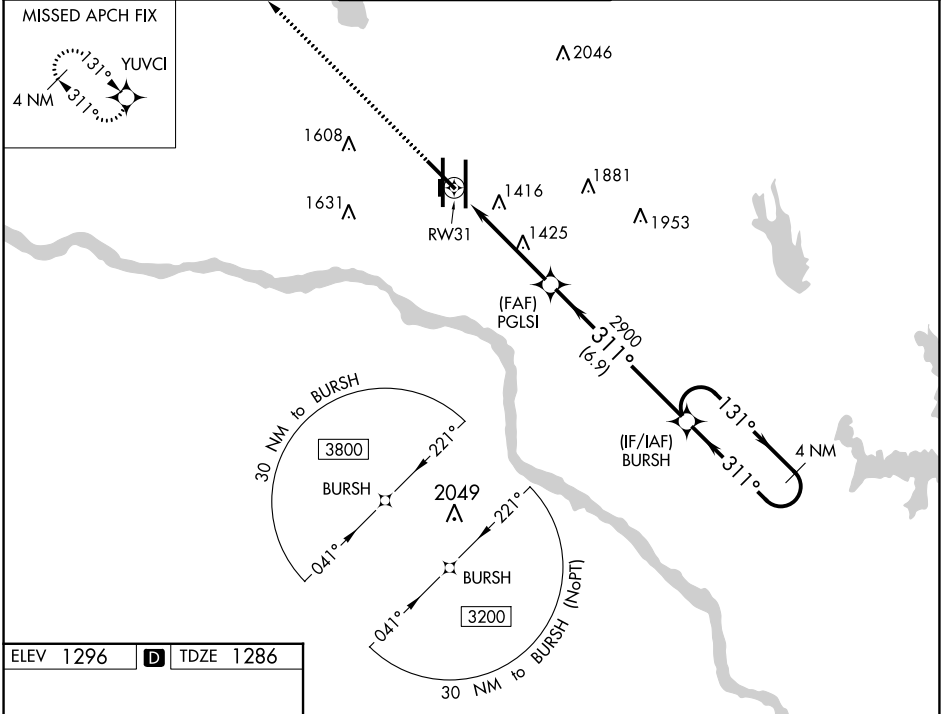 MISSED APCH FIX
131°
YUVCI
4 NM
311°
2046
1608
1631
1416
1881
1953
RW31
1425
(FAF)
PGLSI
2900
311°
(6.9)
131°
(IF/IAF)
BURSH
4 NM
311°
30 NM to BURSH
3800
221°
BURSH
041°
2049
221°
BURSH
041°
3200
30 NM to BURSH (NoPT)
ELEV 1296 D TDZE 1286